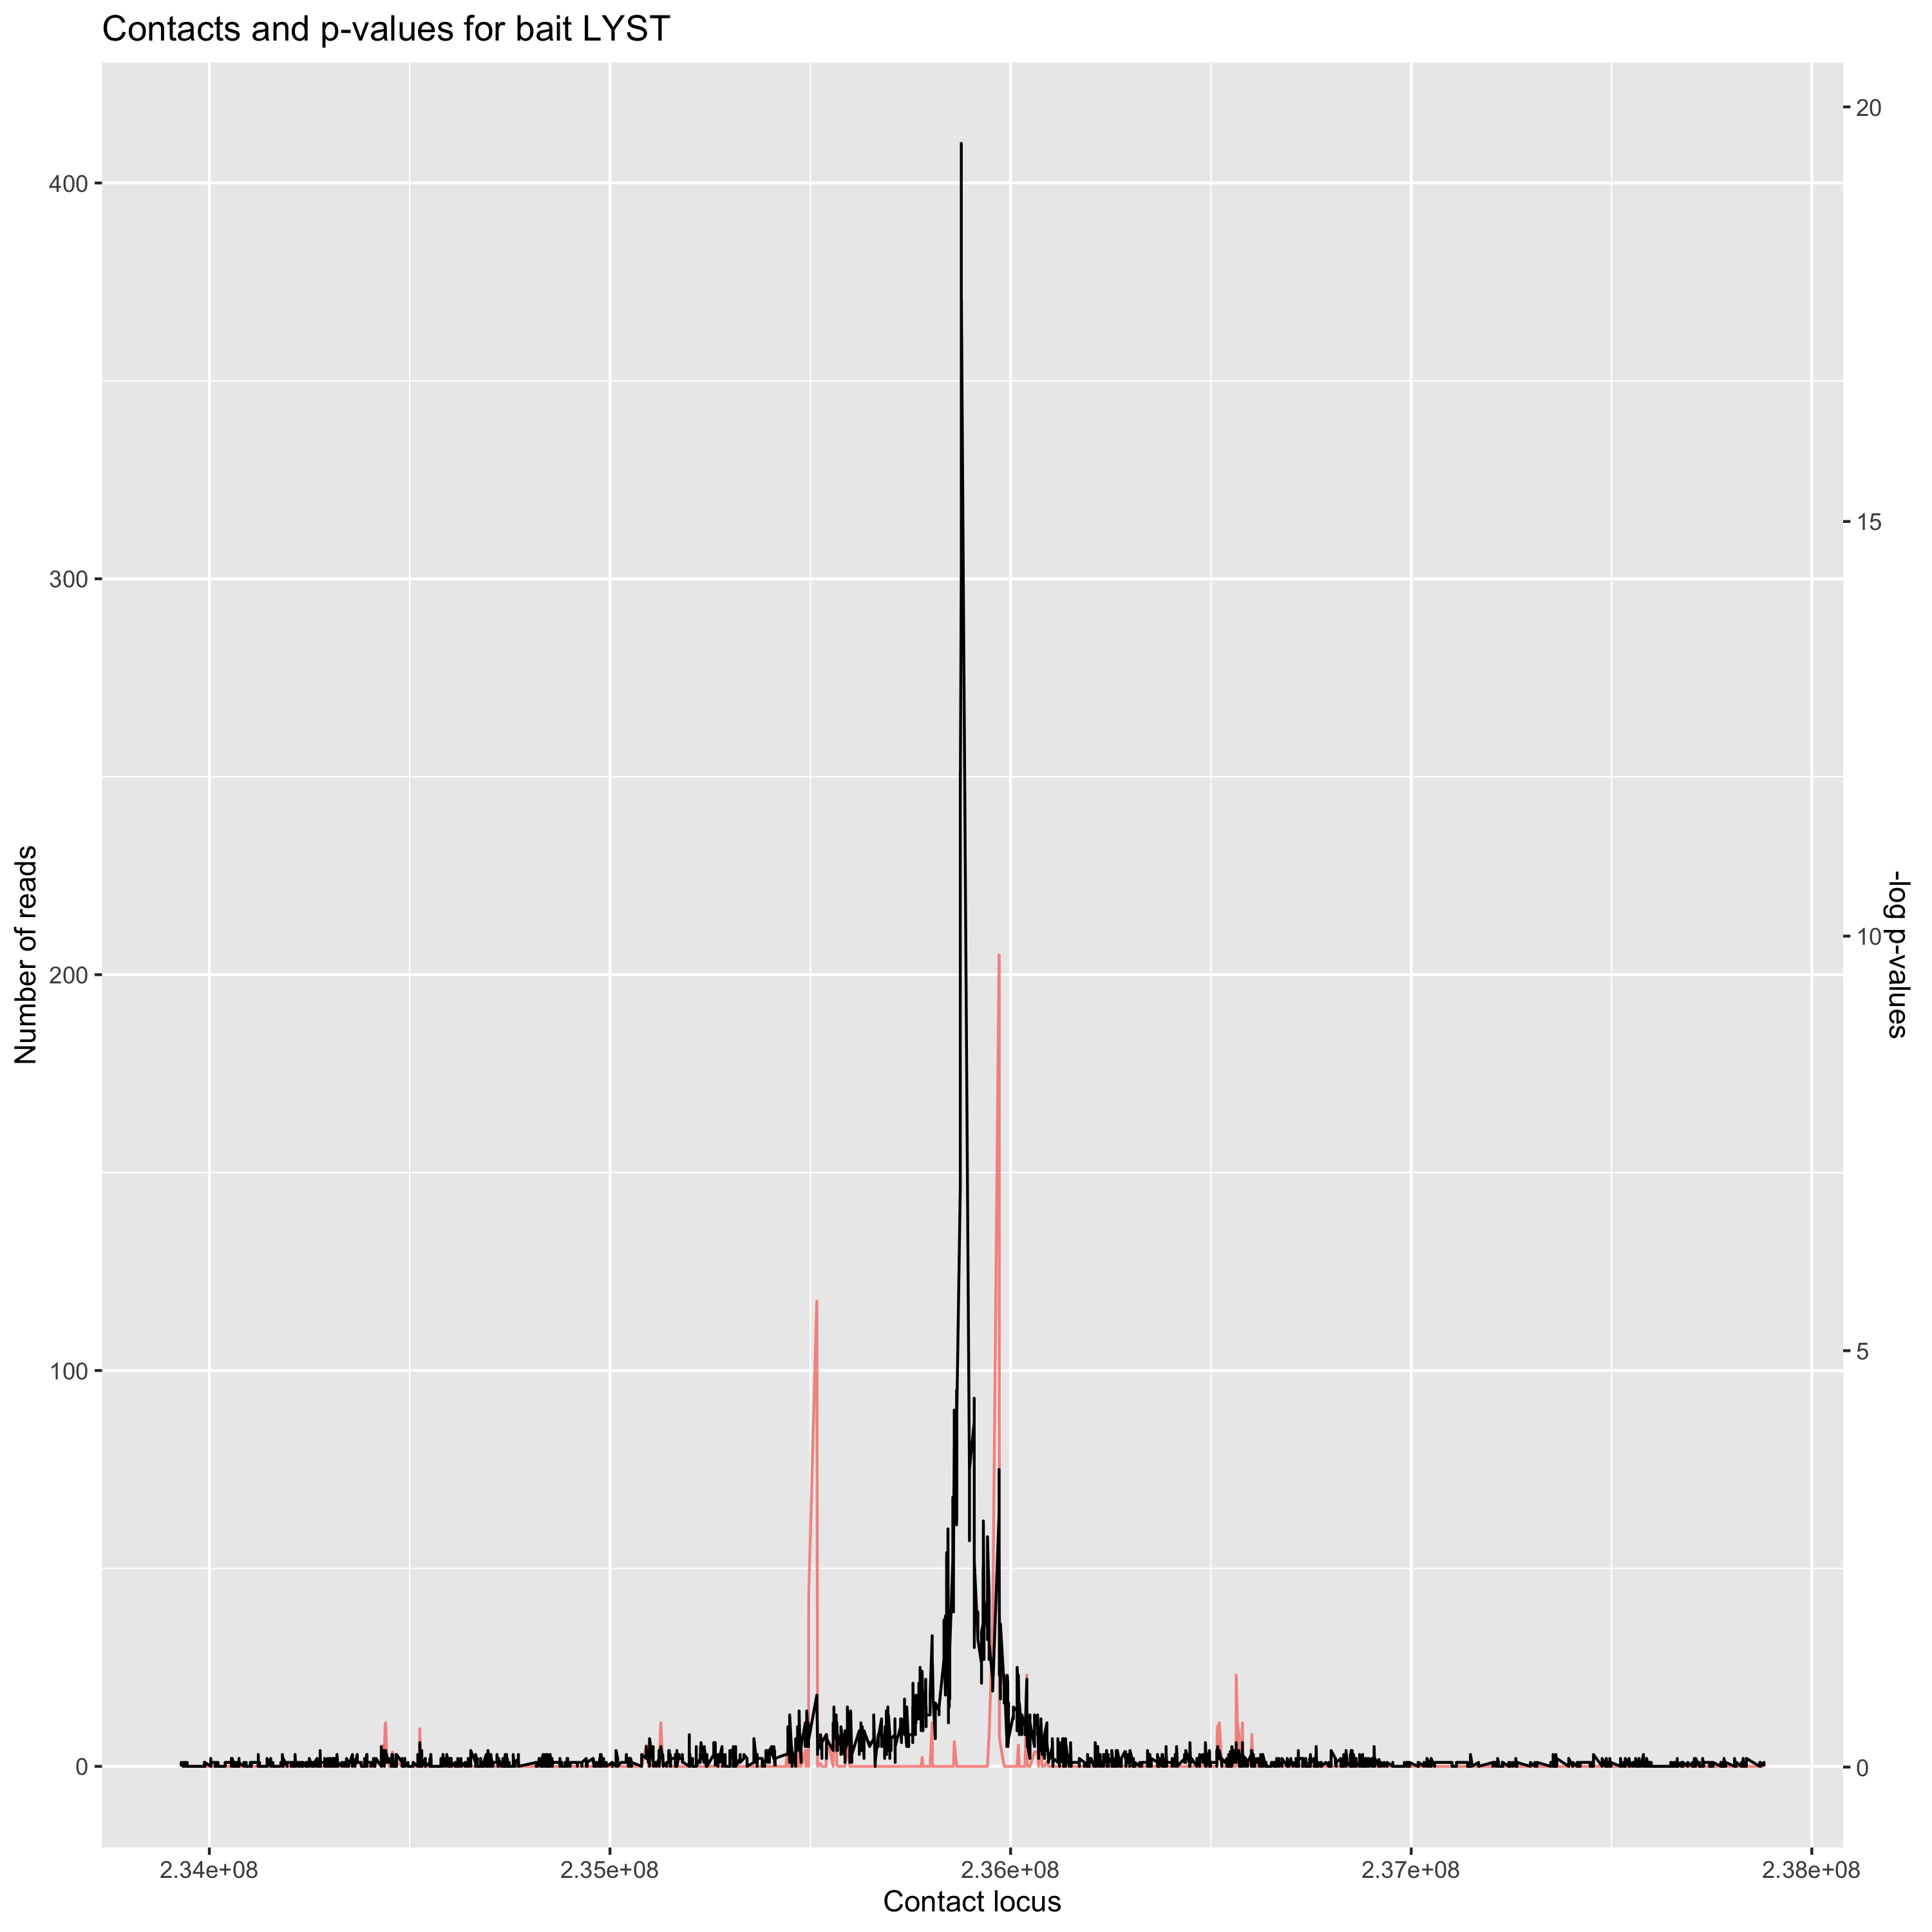 Contacts and p-values for bait LYST
400
300
200
100
0
Number of reads
20
15
10
5
0
-log p-values
2.34e+08
2.35e+08
2.36e+08
2.37e+08
2.38e+08
Contact locus